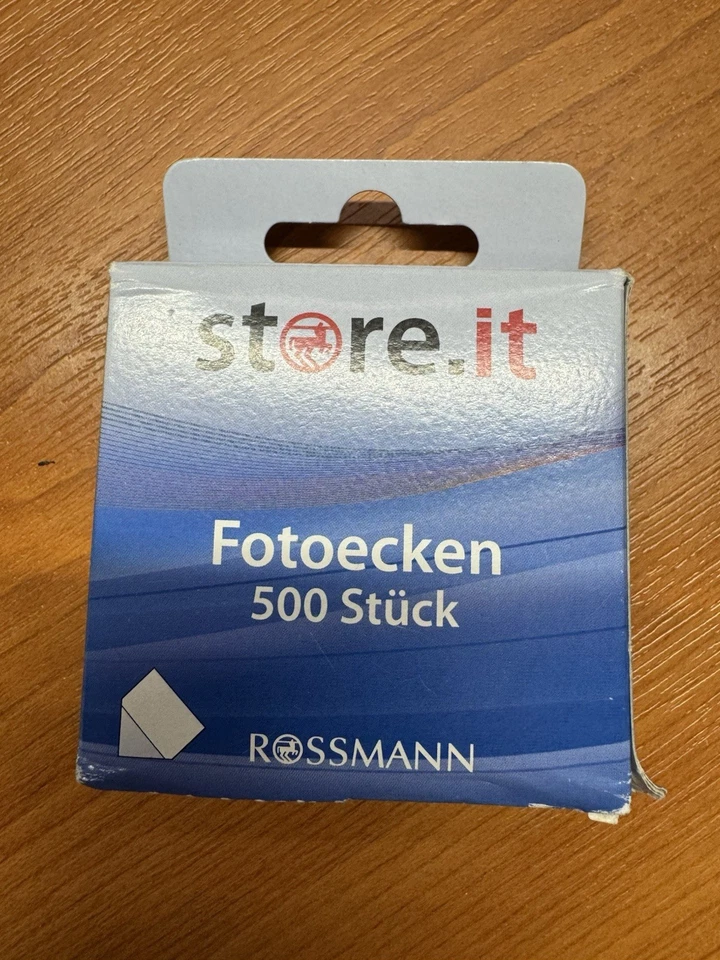 store.it
Fotoecken
500 Stück
ROSSMANN